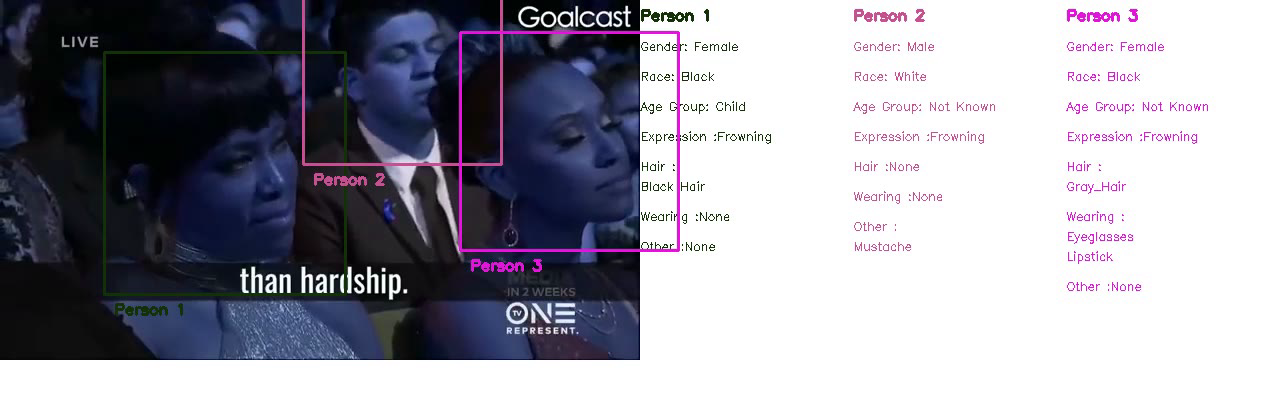 Goalcast
LIVE
Person 2
Person 3
Person 1
than hardship.
MEDIA
IN 2 WEEKS
TV ONE
REPRESENT.
Person 1
Gender: Female
Race: Black
Age Group: Child
Expression :Frowning
Hair :
Black Hair
Wearing :None
Other :None
Person 2
Gender: Male
Race: White
Age Group: Not Known
Expression :Frowning
Hair :None
Wearing :None
Other :
Mustache
Person 3
Gender: Female
Race: Black
Age Group: Not Known
Expression :Frowning
Hair :
Gray_Hair
Wearing :
Eyeglasses
Lipstick
Other :None